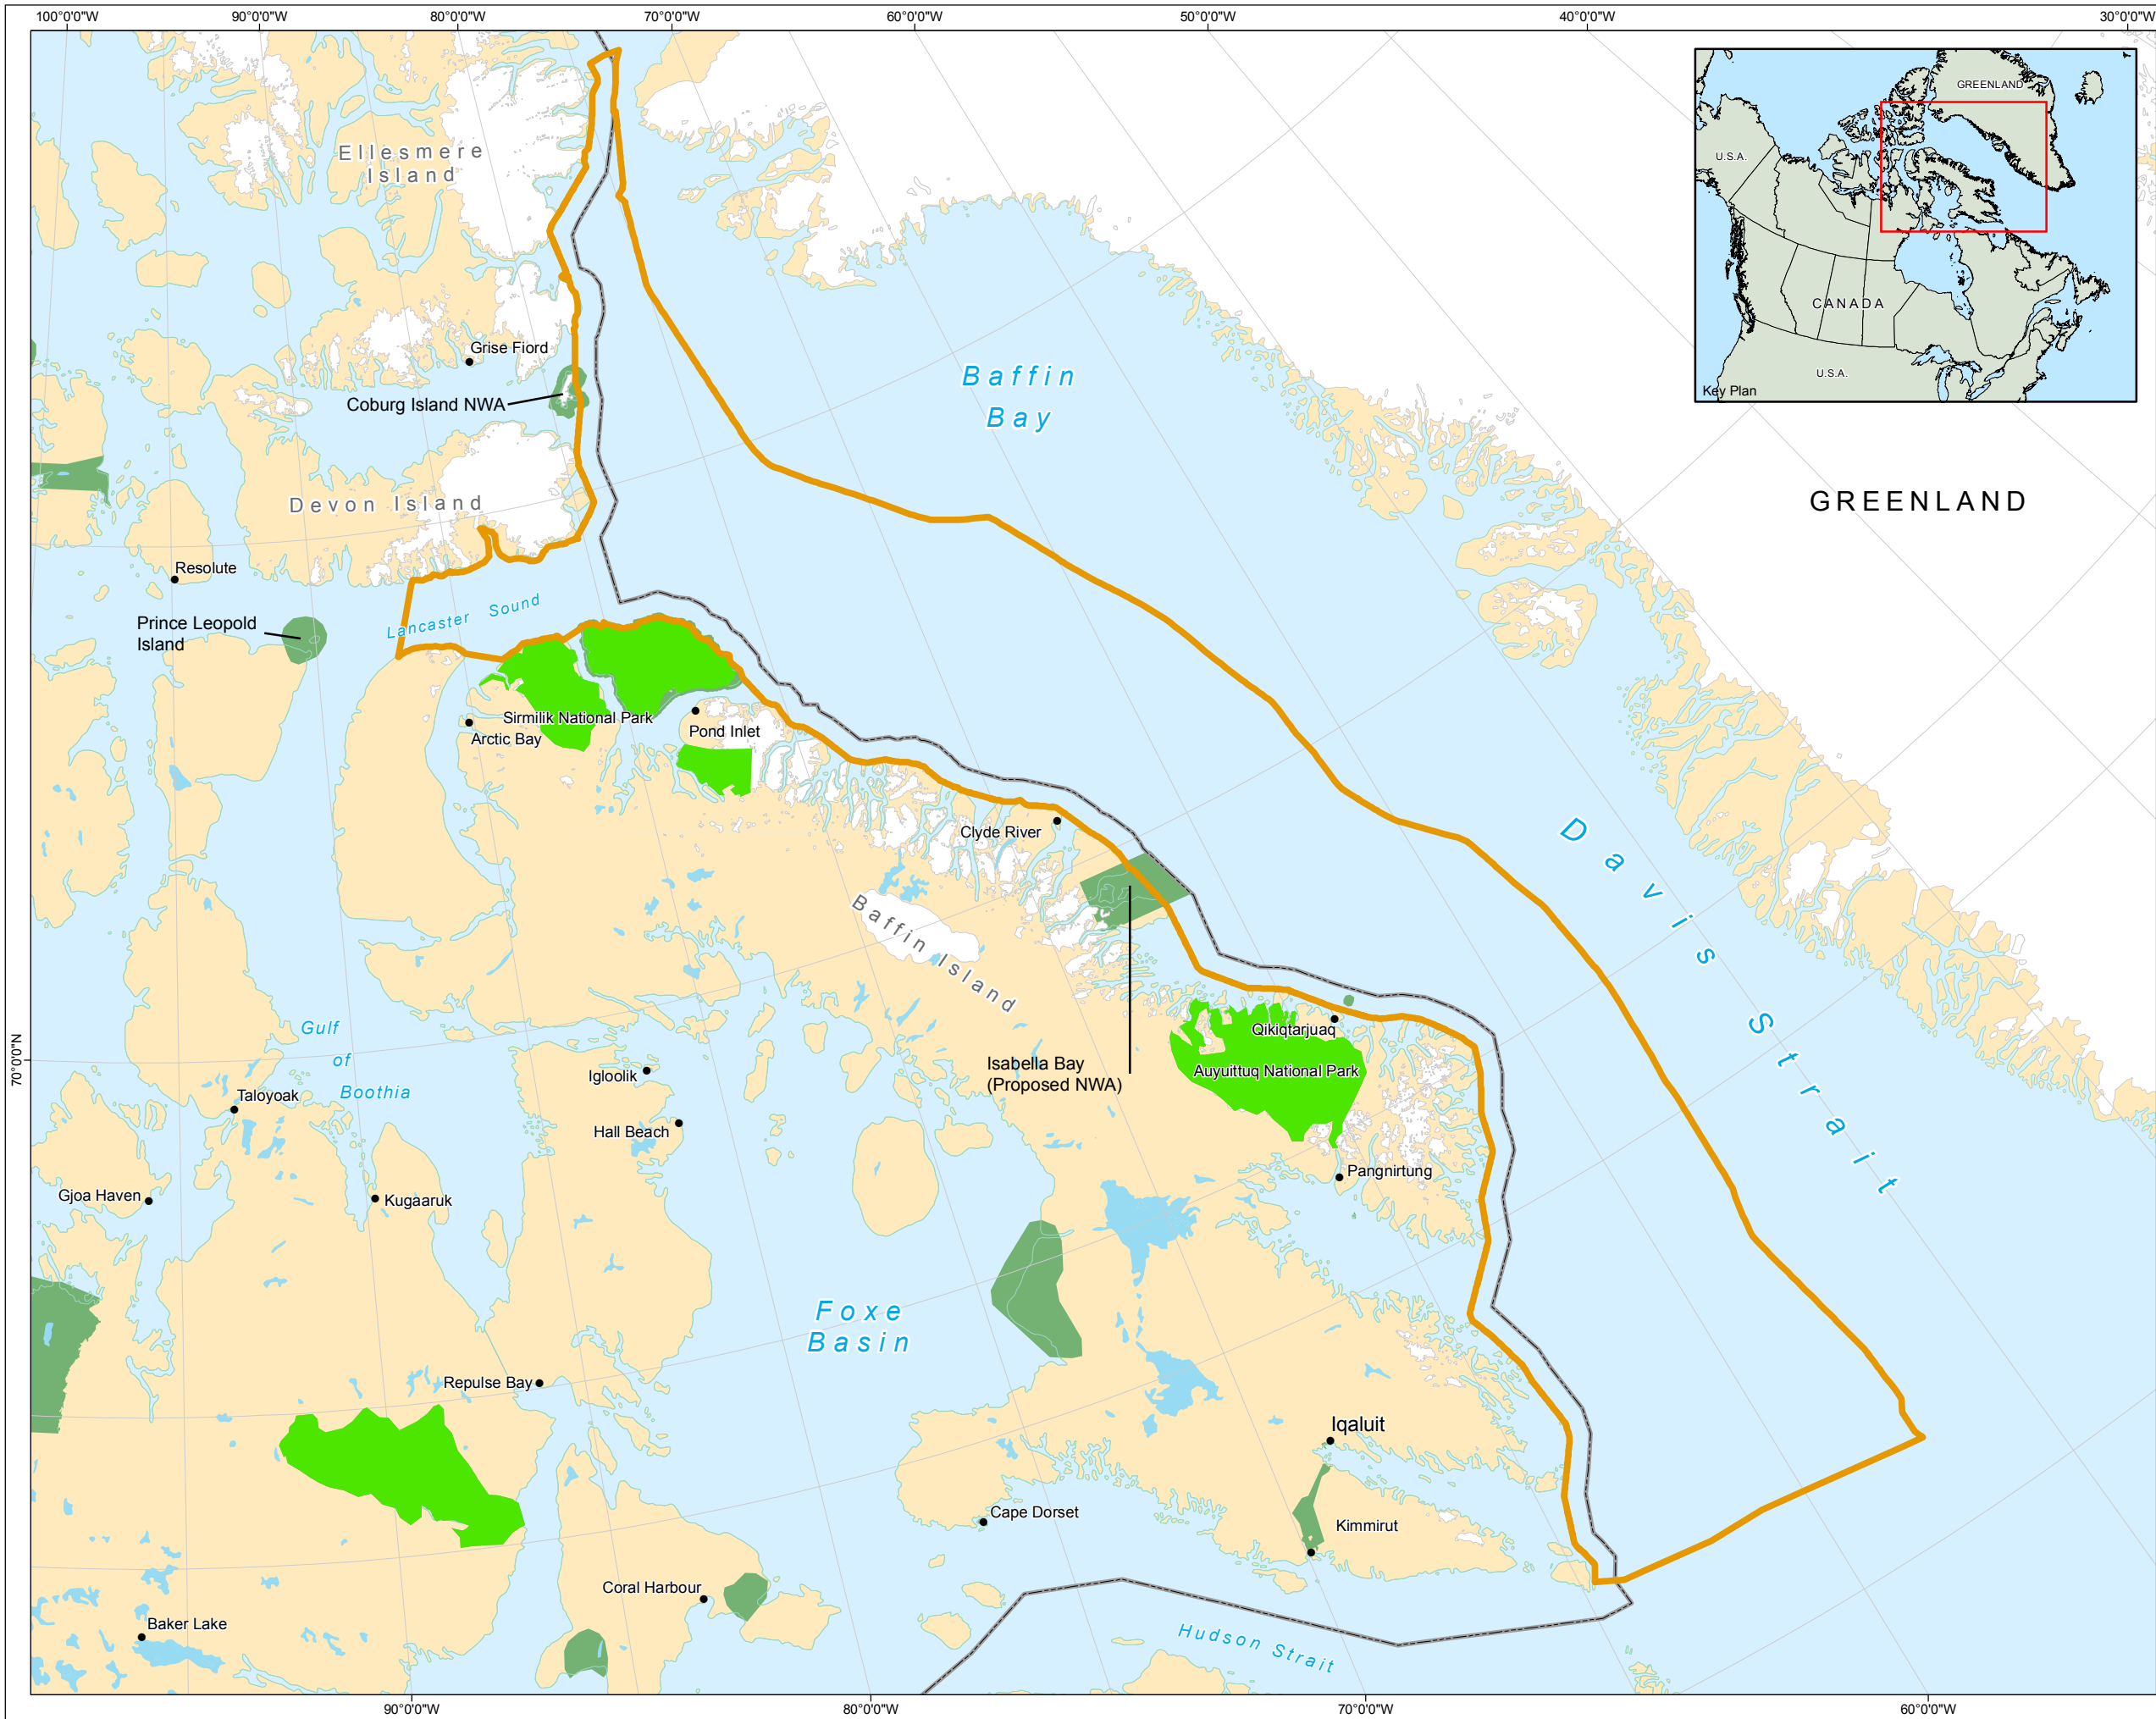 100°0'0"W
90°0'0"W
80°0'0"W
70°0'0"W
60°0'0"W
50°0'0"W
40°0'0"W
30°0'0"W
GREENLAND
U.S.A.
CANADA
U.S.A.
Key Plan
Ellesmere
Island
Grise Fiord
Coburg Island NWA
Baffin
Bay
GREENLAND
Devon Island
Resolute
Lancaster Sound
Prince Leopold
Island
Sirmilik National Park
Arctic Bay
Pond Inlet
Clyde River
Davis Strait
Baffin Island
70°0'0"N
Gulf
of
Boothia
Qikiqtarjuaq
Isabella Bay
(Proposed NWA)
Auyuittuq National Park
Igloolik
Taloyoak
Hall Beach
Pangnirtung
Gjoa Haven
Kugaaruk
Foxe
Basin
Repulse Bay
Iqaluit
Cape Dorset
Kimmirut
Coral Harbour
Baker Lake
Hudson Strait
90°0'0"W
80°0'0"W
70°0'0"W
60°0'0"W